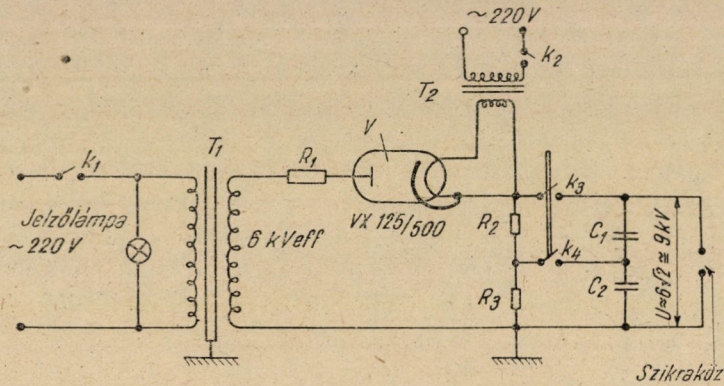 ~ 220 V
k2
T2
V
T1
R1
k1
Jelzőlámpa
~ 220 V
6 kVeff
VX 125/500
k3
R2
C1
k4
C2
R3
U≈6√2 ≅ 9kV
Szikraköz